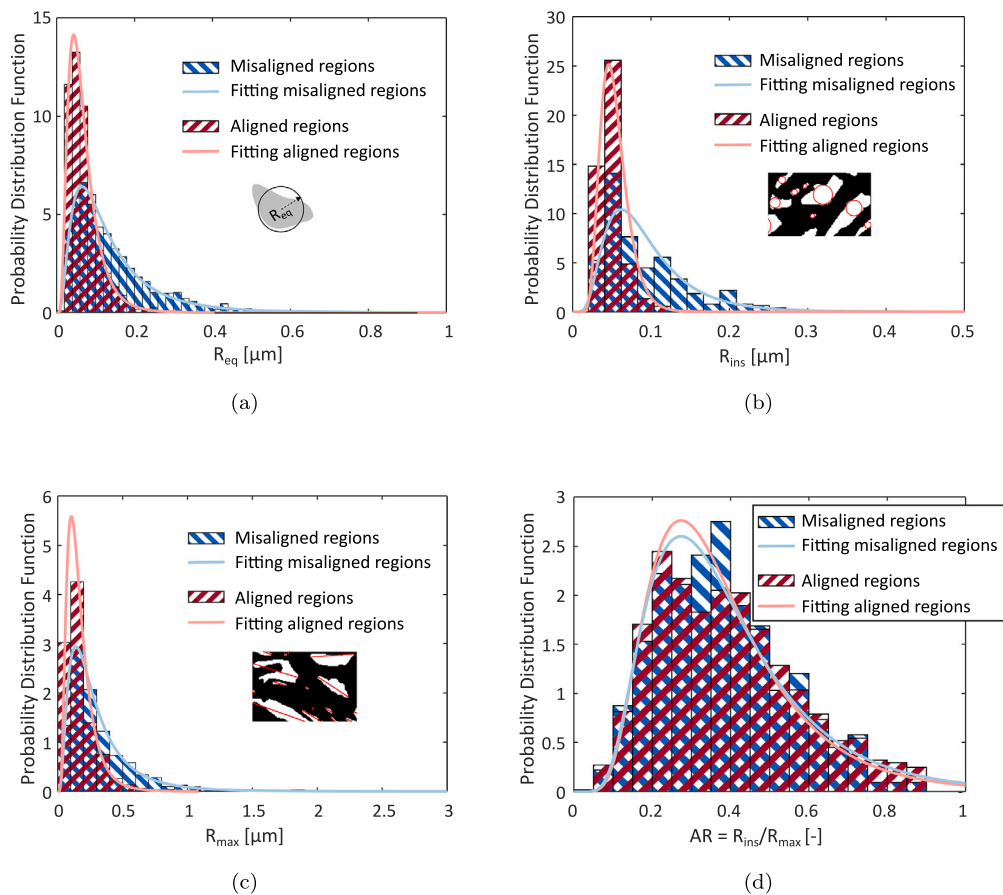 Probability Distribution Function
15
10
5
0
0
0.2
0.4
0.6
0.8
1
Misaligned regions
Fitting misaligned regions
Aligned regions
Fitting aligned regions
Req
Req [µm]
(a)
Probability Distribution Function
30
25
20
15
10
5
0
0
0.1
0.2
0.3
0.4
0.5
Misaligned regions
Fitting misaligned regions
Aligned regions
Fitting aligned regions
Rins [µm]
(b)
Probability Distribution Function
6
5
4
3
2
1
0
0
0.5
1
1.5
2
2.5
3
Misaligned regions
Fitting misaligned regions
Aligned regions
Fitting aligned regions
Rmax [µm]
(c)
Probability Distribution Function
3
2.5
2
1.5
1
0.5
0
0
0.2
0.4
0.6
0.8
1
Misaligned regions
Fitting misaligned regions
Aligned regions
Fitting aligned regions
AR = Rins/Rmax [-]
(d)